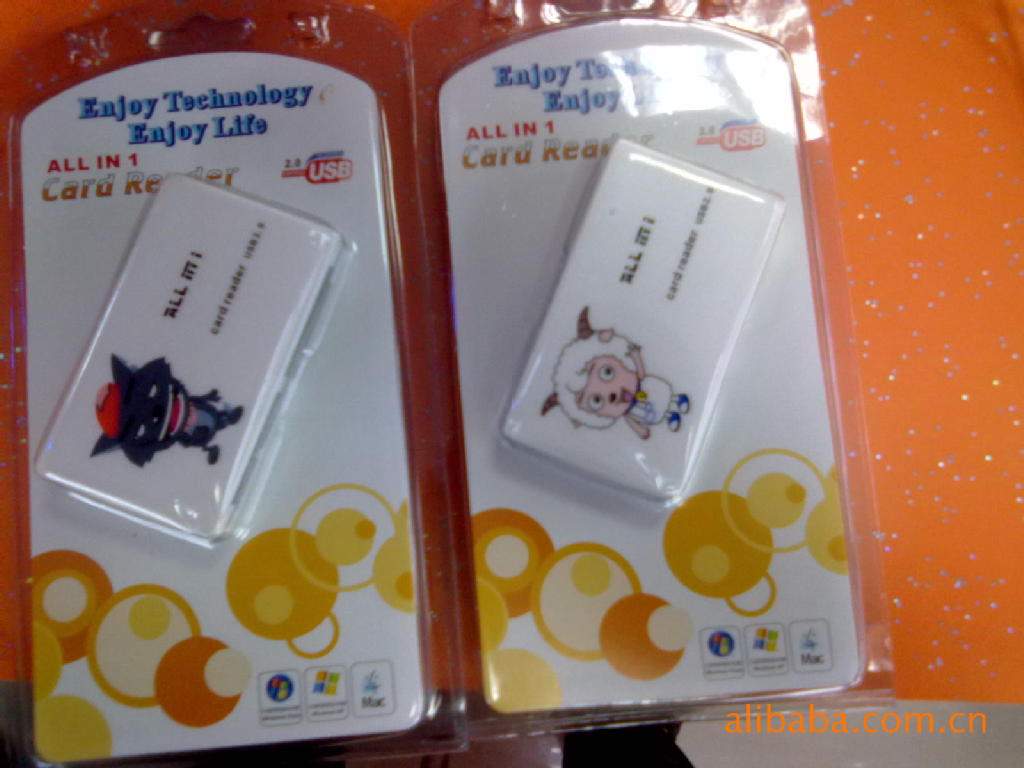 Enjoy Technology
Enjoy Life
ALL IN 1
Card Reader
2.0
USB
ALL in 1
card reader USB2.0
Mac
Enjoy
Enjoy
ALL IN 1
Card Reader
2.0
USB
ALL in 1
card reader USB2.0
Mac
alibaba.com.cn